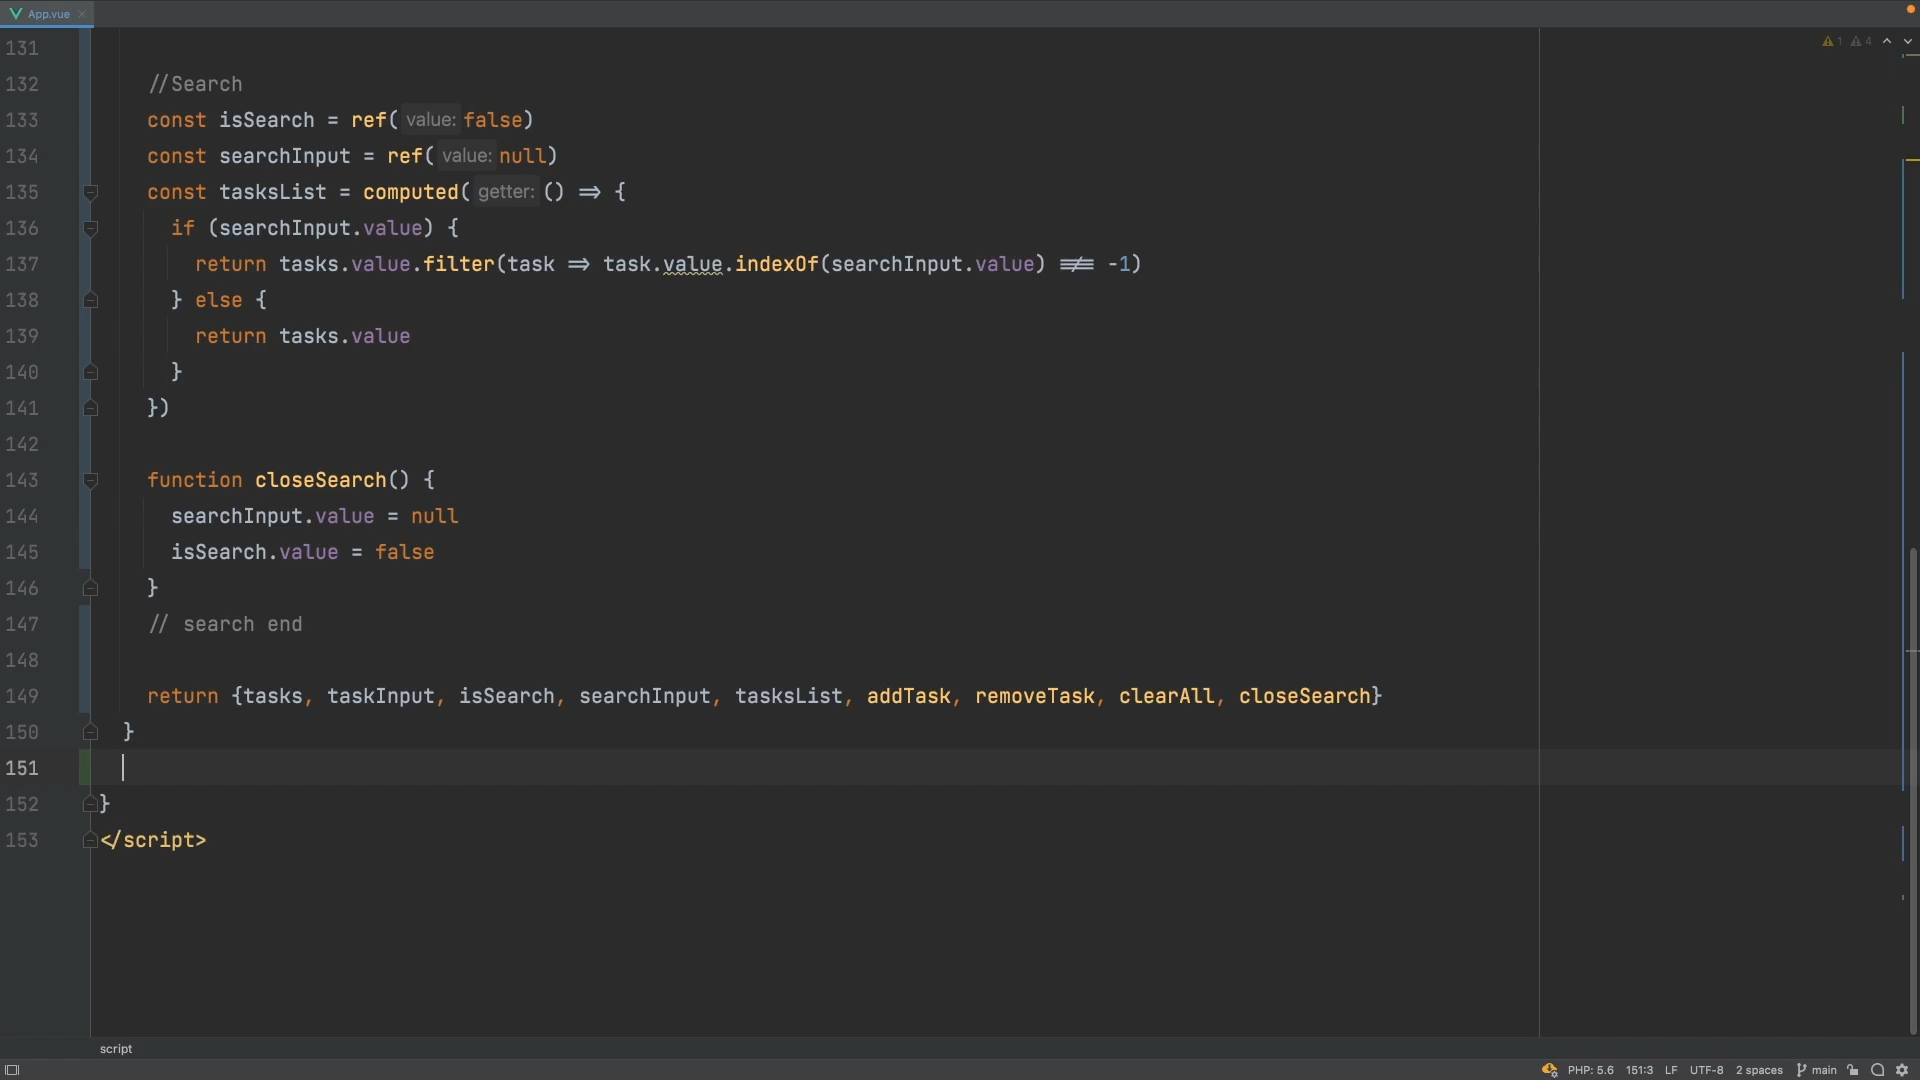 App.vue
1 4
131
132 //Search
133 const isSearch = ref( value: false)
134 const searchInput = ref( value: null)
135 const tasksList = computed( getter: () => {
136 if (searchInput.value) {
137 return tasks.value.filter(task => task.value.indexOf(searchInput.value) !== -1)
138 } else {
139 return tasks.value
140 }
141 })
142
143 function closeSearch() {
144 searchInput.value = null
145 isSearch.value = false
146 }
147 // search end
148
149 return {tasks, taskInput, isSearch, searchInput, tasksList, addTask, removeTask, clearAll, closeSearch}
150 }
151
152 }
153 </script>
script
PHP: 5.6 151:3 LF UTF-8 2 spaces main